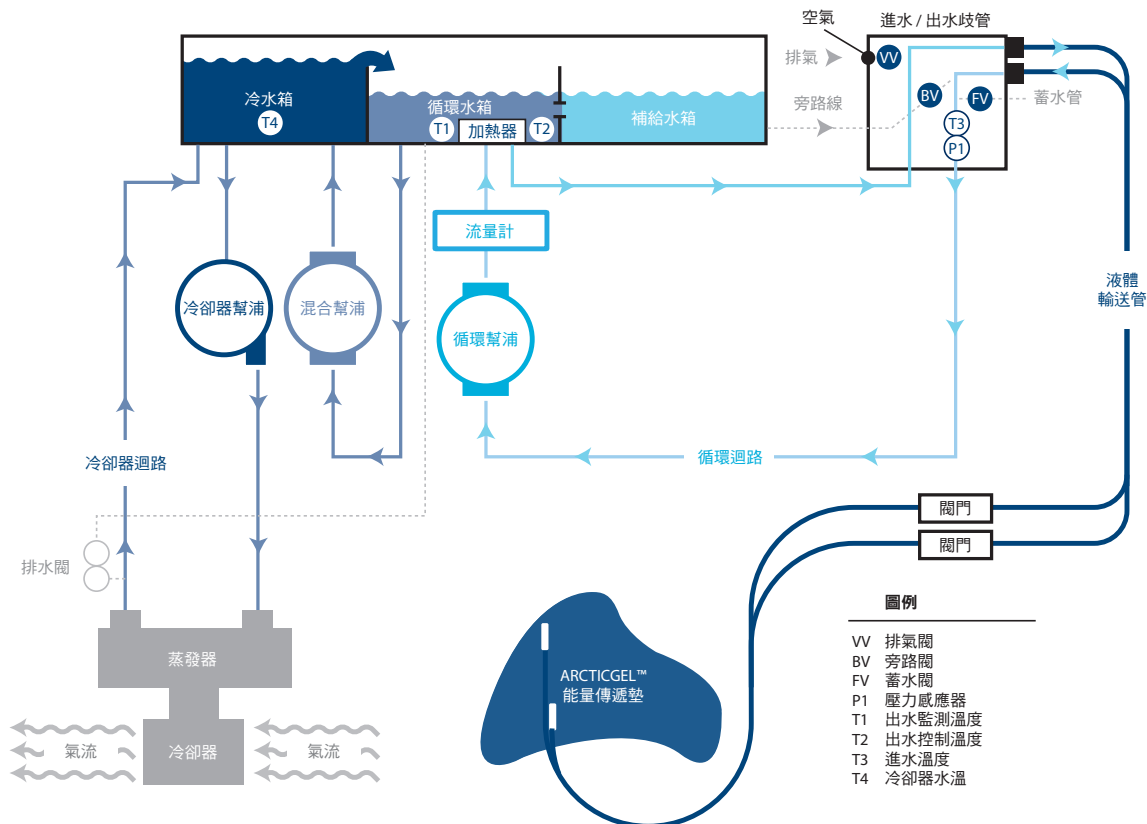 空氣
進水 / 出水歧管
排氣
VV
冷水箱
T4
循環水箱
T1
加熱器
T2
補給水箱
旁路線
BV
FV
蓄水管
T3
P1
流量計
冷卻器幫浦
混合幫浦
循環幫浦
液體
輸送管
冷卻器迴路
循環迴路
閥門
閥門
排水閥
蒸發器
冷卻器
氣流
氣流
ARCTICGEL™
能量傳遞墊
圖例
VV 排氣閥
BV 旁路閥
FV 蓄水閥
P1 壓力感應器
T1 出水監測溫度
T2 出水控制溫度
T3 進水溫度
T4 冷卻器水溫